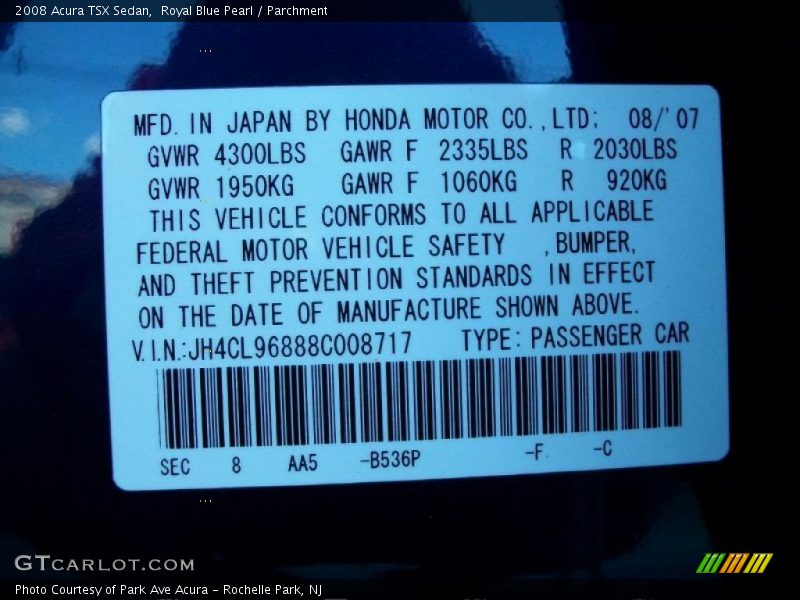 2008 Acura TSX Sedan,  Royal Blue Pearl / Parchment
...
MFD. IN JAPAN BY HONDA MOTOR CO.,LTD; 08/'07
GVWR 4300LBS GAWR F 2335LBS R 2030LBS
GVWR 1950KG GAWR F 1060KG R 920KG
THIS VEHICLE CONFORMS TO ALL APPLICABLE
FEDERAL MOTOR VEHICLE SAFETY ,BUMPER,
AND THEFT PREVENTION STANDARDS IN EFFECT
ON THE DATE OF MANUFACTURE SHOWN ABOVE.
V.I.N.:JH4CL96888C008717 TYPE: PASSENGER CAR
SEC 8 AA5 -B536P -F. -C
...
GTCARLOT.COM
Photo Courtesy of Park Ave Acura - Rochelle Park, NJ